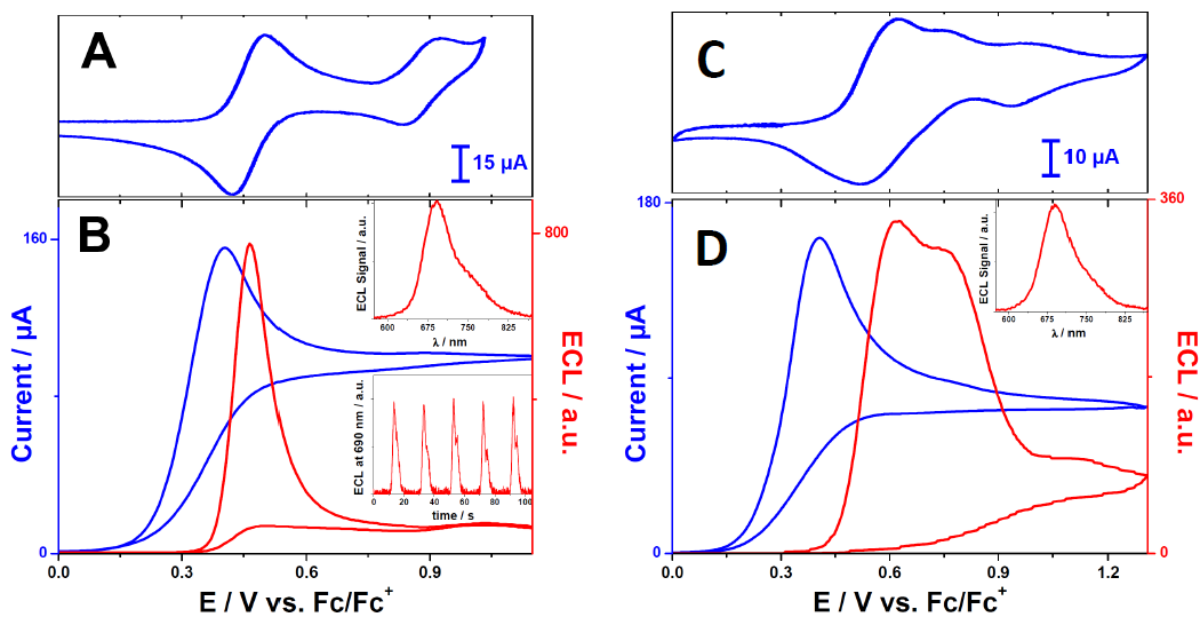 A
15 µA
C
10 µA
B
160
0
Current / µA
800
ECL / a.u.
ECL Signal / a.u.
600 675 750 825
λ / nm
ECL at 690 nm / a.u.
0 20 40 60 80 100
time / s
0.0 0.3 0.6 0.9
E / V vs. Fc/Fc+
D
180
0
Current / µA
360
0
ECL / a.u.
ECL Signal / a.u.
600 675 750 825
λ / nm
0.0 0.3 0.6 0.9 1.2
E / V vs. Fc/Fc+